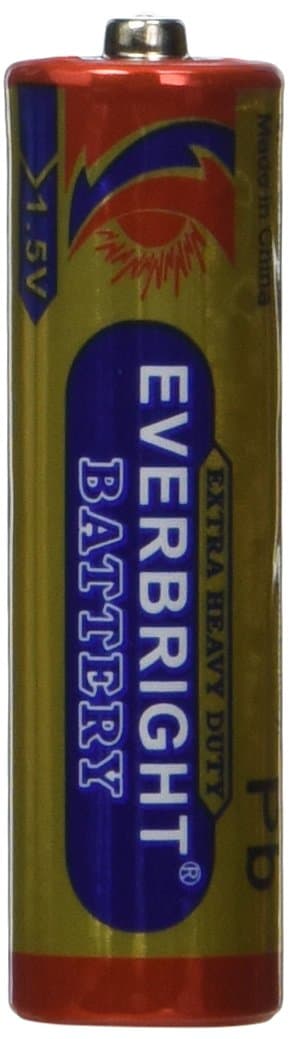 Made in China
>1.5V
EXTRA HEAVY DUTY
EVERBRIGHT®
BATTERY
Pb